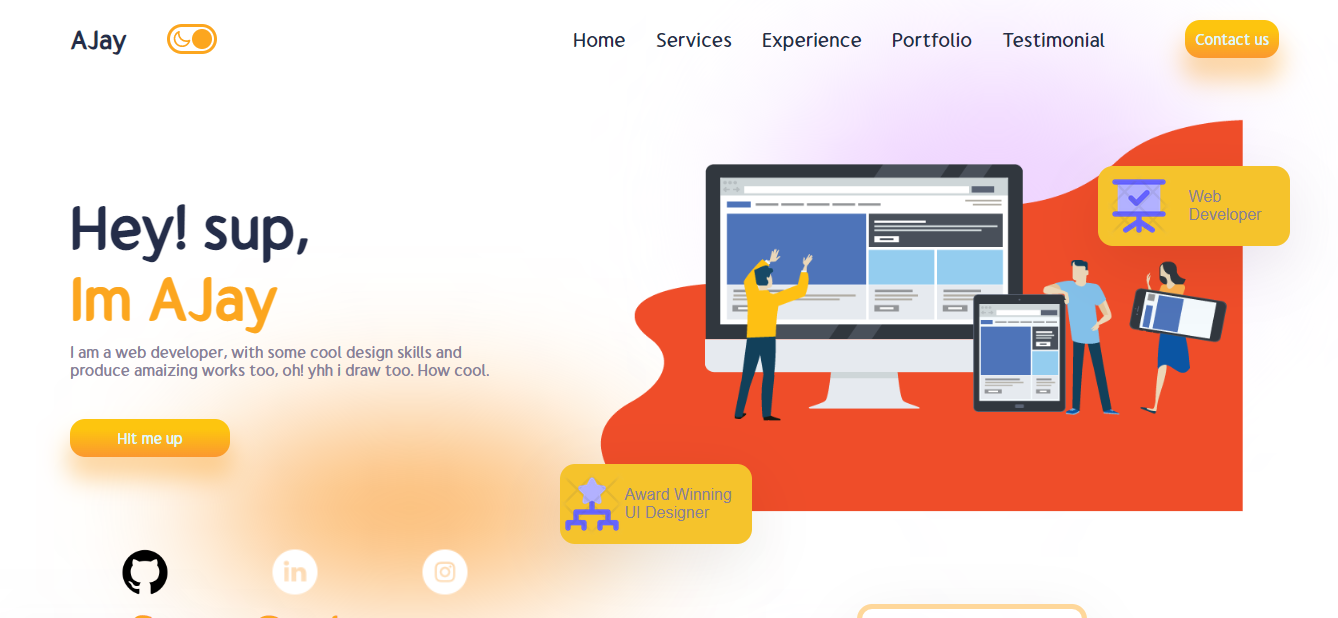 AJay
Home Services Experience Portfolio Testimonial
Contact us
Web
Developer
Hey! sup,
Im AJay
I am a web developer, with some cool design skills and
produce amaizing works too, oh! yhh i draw too. How cool.
Hit me up
Award Winning
UI Designer
in